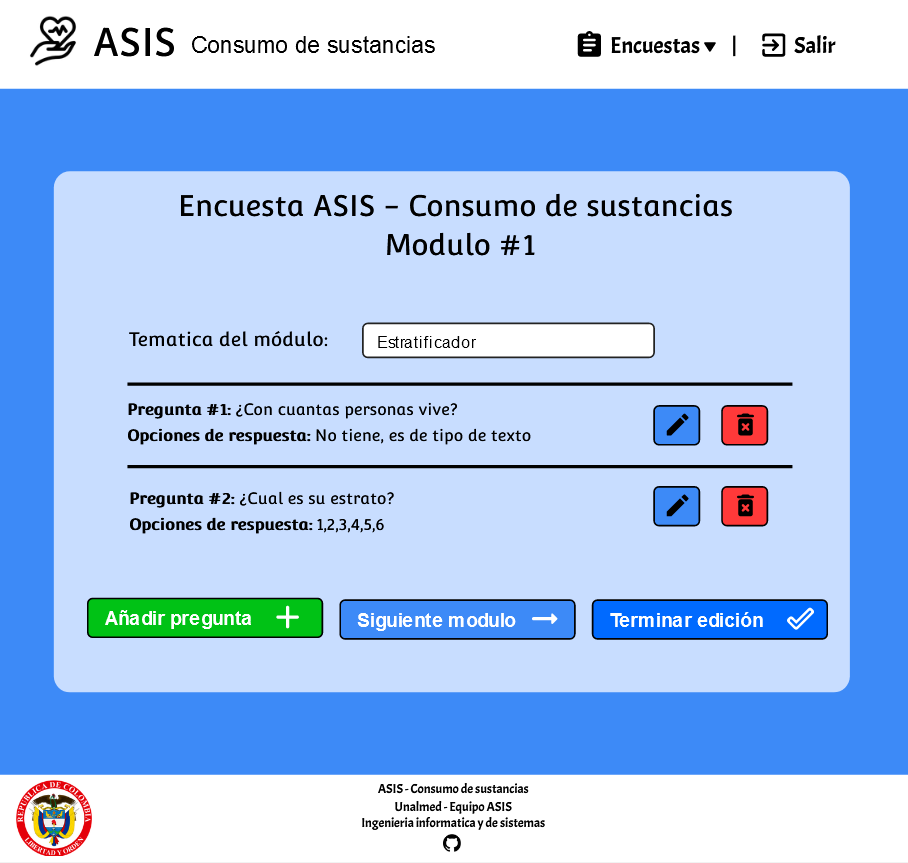 ASIS Consumo de sustancias
Encuestas
|
Salir
Encuesta ASIS - Consumo de sustancias
Modulo #1
Tematica del módulo:
Estratificador
Pregunta #1: ¿Con cuantas personas vive?
Opciones de respuesta: No tiene, es de tipo de texto
Pregunta #2: ¿Cual es su estrato?
Opciones de respuesta: 1,2,3,4,5,6
Añadir pregunta
Siguiente modulo
Terminar edición
REPUBLICA DE COLOMBIA
LIBERTAD Y ORDEN
ASIS - Consumo de sustancias
Unalmed - Equipo ASIS
Ingenieria informatica y de sistemas